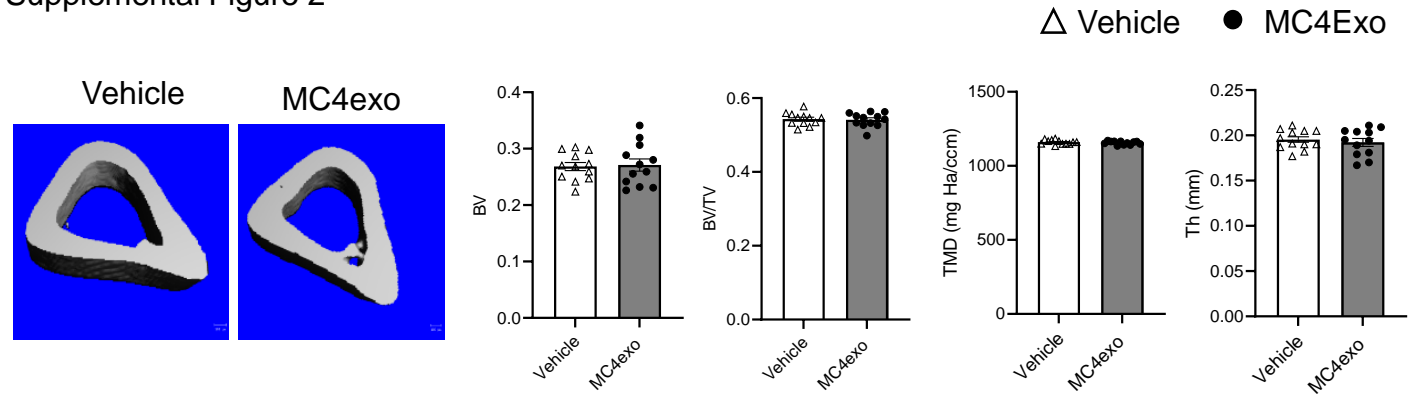 Supplemental Figure 2
△ Vehicle ● MC4Exo
Vehicle
MC4exo
BV
0.4
0.3
0.2
0.1
0.0
Vehicle
MC4exo
BV/TV
0.6
0.4
0.2
0.0
Vehicle
MC4exo
TMD (mg Ha/ccm)
1500
1000
500
0
Vehicle
MC4exo
Th (mm)
0.25
0.20
0.15
0.10
0.05
0.00
Vehicle
MC4exo